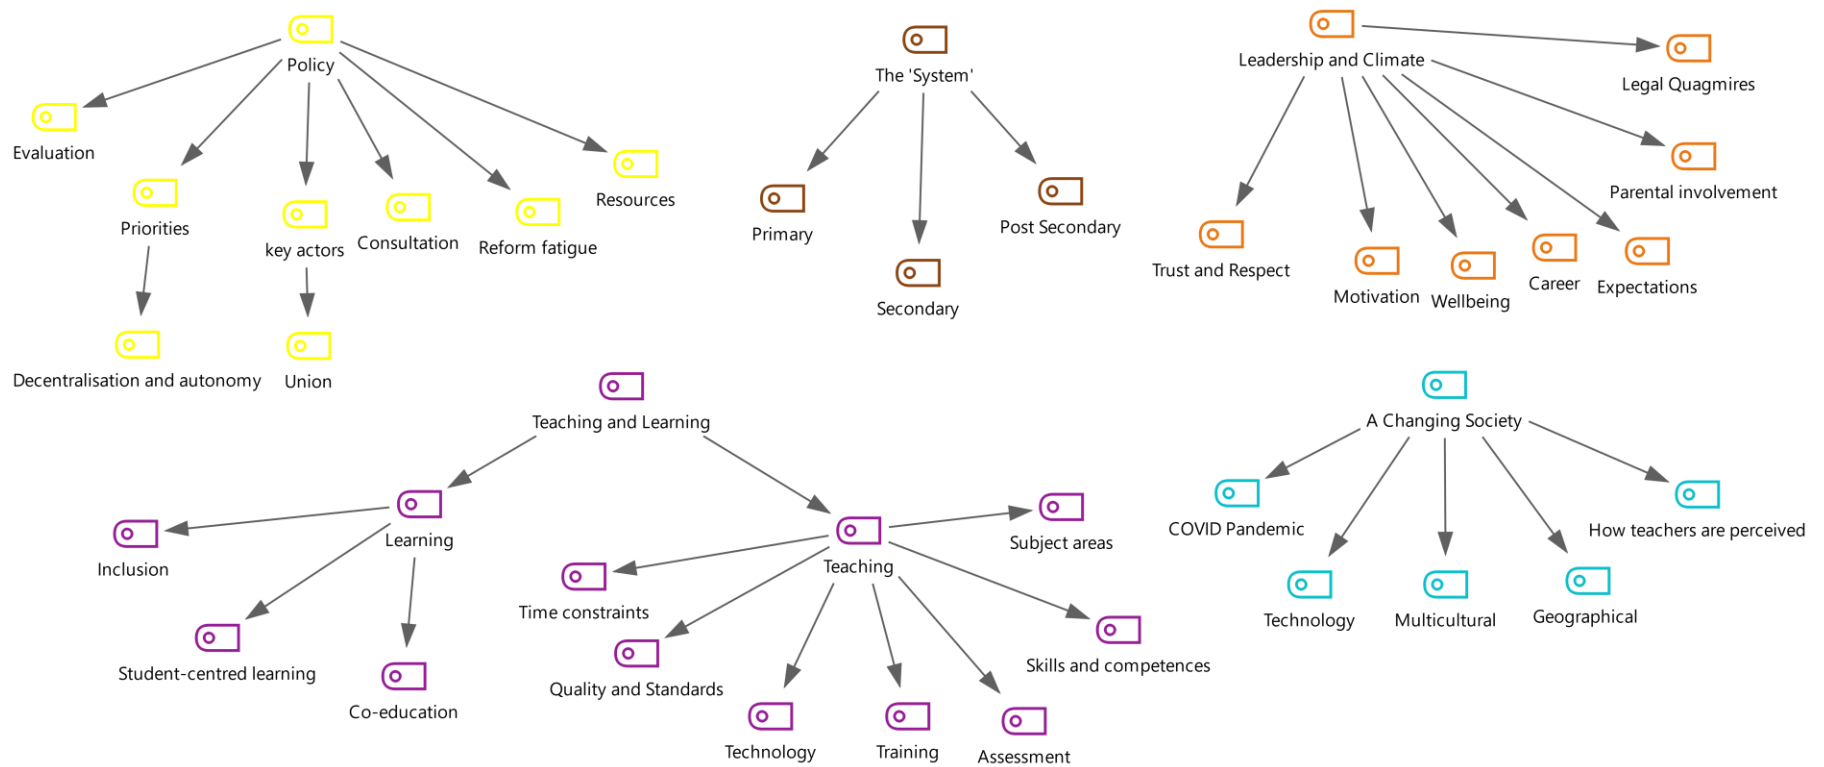 Policy
Evaluation
Priorities
key actors
Consultation
Reform fatigue
Resources
Decentralisation and autonomy
Union
The 'System'
Primary
Secondary
Post Secondary
Leadership and Climate
Legal Quagmires
Parental involvement
Trust and Respect
Motivation
Wellbeing
Career
Expectations
Teaching and Learning
Learning
Inclusion
Student-centred learning
Co-education
Teaching
Subject areas
Time constraints
Quality and Standards
Technology
Training
Assessment
Skills and competences
A Changing Society
COVID Pandemic
Technology
Multicultural
Geographical
How teachers are perceived